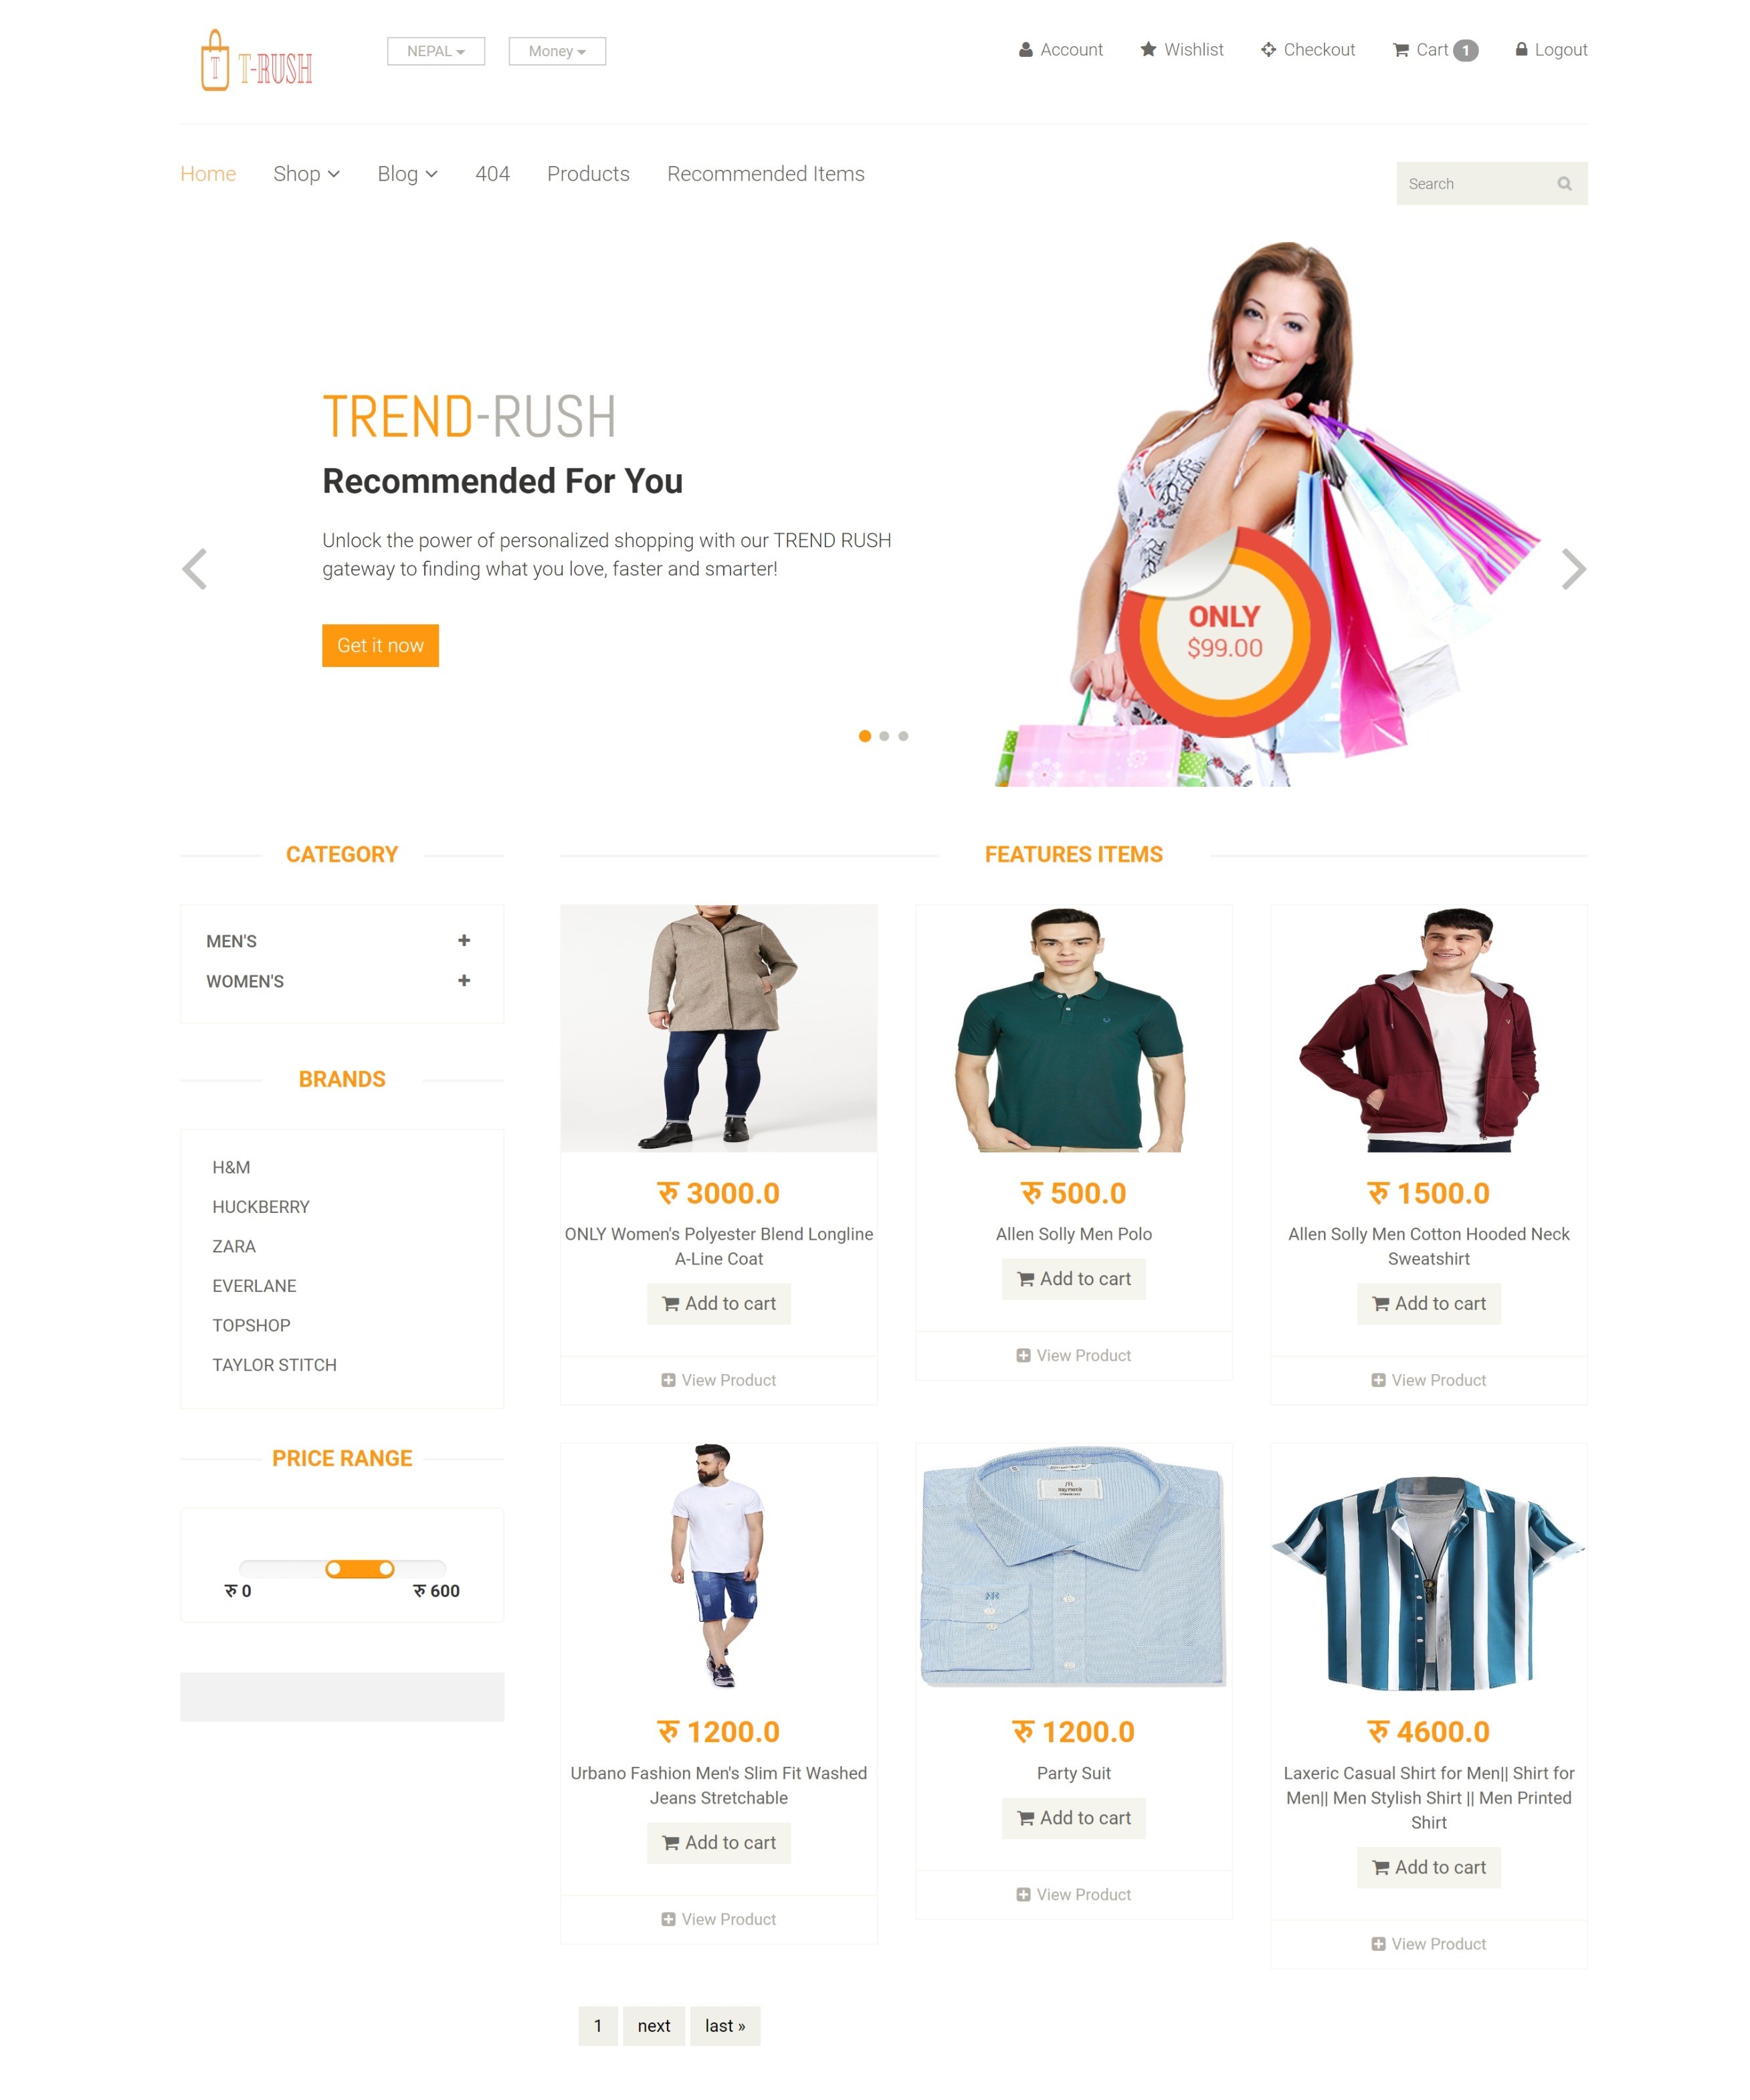 T T-RUSH
NEPAL
Money
Account
Wishlist
Checkout
Cart 1
Logout
Home
Shop
Blog
404
Products
Recommended Items
Search
TREND-RUSH
Recommended For You
Unlock the power of personalized shopping with our TREND RUSH
gateway to finding what you love, faster and smarter!
Get it now
ONLY
$99.00
CATEGORY
MEN'S
WOMEN'S
BRANDS
H&M
HUCKBERRY
ZARA
EVERLANE
TOPSHOP
TAYLOR STITCH
PRICE RANGE
रु 0
रु 600
FEATURES ITEMS
रु 3000.0
ONLY Women's Polyester Blend Longline
A-Line Coat
Add to cart
View Product
रु 500.0
Allen Solly Men Polo
Add to cart
View Product
रु 1500.0
Allen Solly Men Cotton Hooded Neck
Sweatshirt
Add to cart
View Product
रु 1200.0
Urbano Fashion Men's Slim Fit Washed
Jeans Stretchable
Add to cart
View Product
रु 1200.0
Party Suit
Add to cart
View Product
रु 4600.0
Laxeric Casual Shirt for Men|| Shirt for
Men|| Men Stylish Shirt || Men Printed
Shirt
Add to cart
View Product
1
next
last »